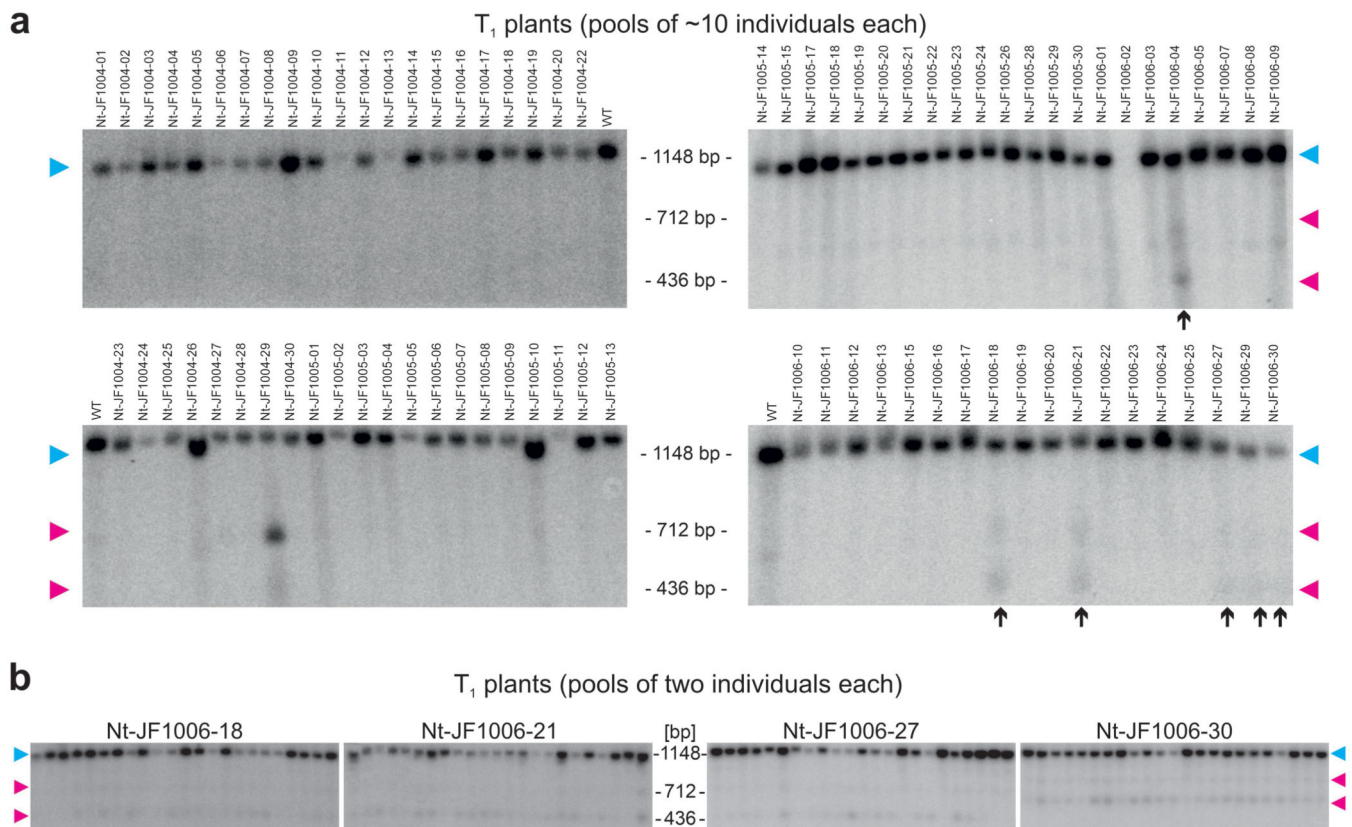 a
T₁ plants (pools of ~10 individuals each)
Nt-JF1004-01
Nt-JF1004-02
Nt-JF1004-03
Nt-JF1004-04
Nt-JF1004-05
Nt-JF1004-06
Nt-JF1004-07
Nt-JF1004-08
Nt-JF1004-09
Nt-JF1004-10
Nt-JF1004-11
Nt-JF1004-12
Nt-JF1004-13
Nt-JF1004-14
Nt-JF1004-15
Nt-JF1004-16
Nt-JF1004-17
Nt-JF1004-18
Nt-JF1004-19
Nt-JF1004-20
Nt-JF1004-22
WT
Nt-JF1005-14
Nt-JF1005-15
Nt-JF1005-17
Nt-JF1005-18
Nt-JF1005-19
Nt-JF1005-20
Nt-JF1005-21
Nt-JF1005-22
Nt-JF1005-23
Nt-JF1005-24
Nt-JF1005-26
Nt-JF1005-28
Nt-JF1005-29
Nt-JF1005-30
Nt-JF1006-01
Nt-JF1006-02
Nt-JF1006-03
Nt-JF1006-04
Nt-JF1006-05
Nt-JF1006-07
Nt-JF1006-08
Nt-JF1006-09
- 1148 bp -
- 712 bp -
- 436 bp -
WT
Nt-JF1004-23
Nt-JF1004-24
Nt-JF1004-25
Nt-JF1004-26
Nt-JF1004-27
Nt-JF1004-28
Nt-JF1004-29
Nt-JF1004-30
Nt-JF1005-01
Nt-JF1005-02
Nt-JF1005-03
Nt-JF1005-04
Nt-JF1005-05
Nt-JF1005-06
Nt-JF1005-07
Nt-JF1005-08
Nt-JF1005-09
Nt-JF1005-10
Nt-JF1005-11
Nt-JF1005-12
Nt-JF1005-13
WT
Nt-JF1006-10
Nt-JF1006-11
Nt-JF1006-12
Nt-JF1006-13
Nt-JF1006-15
Nt-JF1006-16
Nt-JF1006-17
Nt-JF1006-18
Nt-JF1006-19
Nt-JF1006-20
Nt-JF1006-21
Nt-JF1006-22
Nt-JF1006-23
Nt-JF1006-24
Nt-JF1006-25
Nt-JF1006-27
Nt-JF1006-29
Nt-JF1006-30
- 1148 bp -
- 712 bp -
- 436 bp -
b
T₁ plants (pools of two individuals each)
Nt-JF1006-18 Nt-JF1006-21 [bp] Nt-JF1006-27 Nt-JF1006-30
-1148-
-712-
-436-